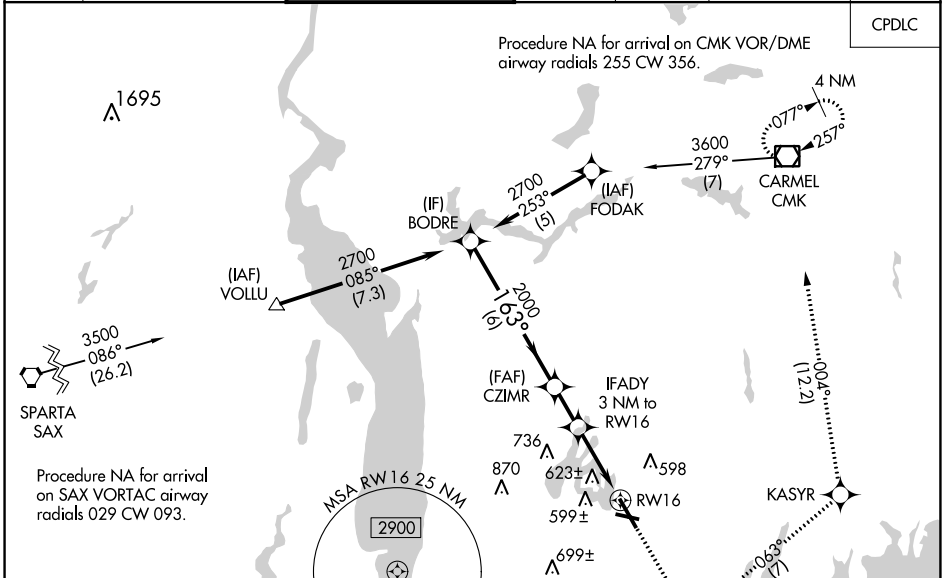 CPDLC
Procedure NA for arrival on CMK VOR/DME
airway radials 255 CW 356.
1695
4 NM
077°
257°
3600
279°
(7)
CARMEL
CMK
2700
253°
(5)
(IAF)
FODAK
(IF)
BODRE
(IAF)
VOLLU
2700
085°
(7.3)
2000
163°
(6)
3500
086°
(26.2)
SPARTA
SAX
(FAF)
CZIMR
IFADY
3 NM to
RW16
004°
(12.2)
736
870
623±
598
599±
RW16
KASYR
Procedure NA for arrival
on SAX VORTAC airway
radials 029 CW 093.
MSA RW16 25 NM
2900
699±
063°
(7)